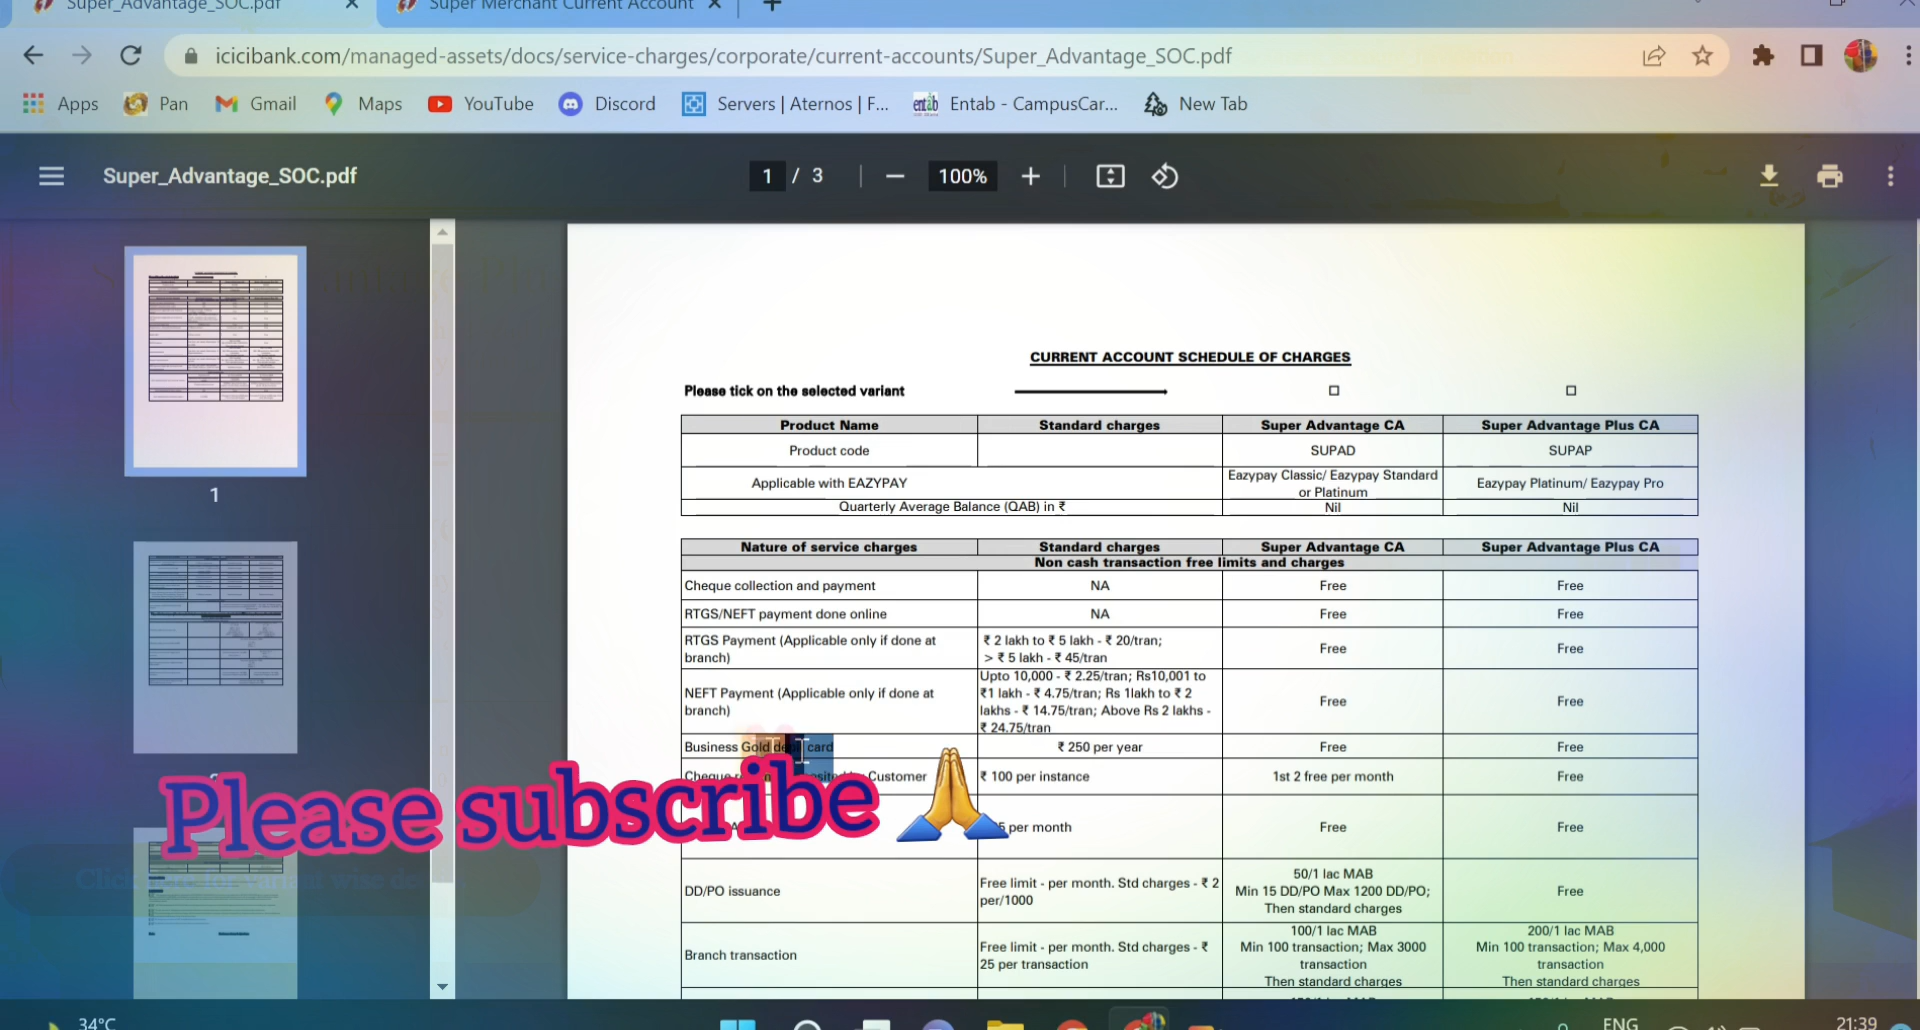 Super_Advantage_SOC.pdf
Super Merchant Current Account
icicibank.com/managed-assets/docs/service-charges/corporate/current-accounts/Super_Advantage_SOC.pdf
Apps Pan Gmail Maps YouTube Discord Servers | Aternos | F... Entab - CampusCar... New Tab
Super_Advantage_SOC.pdf 1 / 3 100%
1
CURRENT ACCOUNT SCHEDULE OF CHARGES
Please tick on the selected variant
Product Name Standard charges Super Advantage CA Super Advantage Plus CA
Product code SUPAD SUPAP
Applicable with EAZYPAY Eazypay Classic/ Eazypay Standard or Platinum Eazypay Platinum/ Eazypay Pro
Quarterly Average Balance (QAB) in ₹ Nil Nil
Nature of service charges Standard charges Super Advantage CA Super Advantage Plus CA
Non cash transaction free limits and charges
Cheque collection and payment NA Free Free
RTGS/NEFT payment done online NA Free Free
RTGS Payment (Applicable only if done at branch) ₹ 2 lakh to ₹ 5 lakh - ₹ 20/tran; > ₹ 5 lakh - ₹ 45/tran Free Free
NEFT Payment (Applicable only if done at branch) Upto 10,000 - ₹ 2.25/tran; Rs10,001 to ₹1 lakh - ₹ 4.75/tran; Rs 1lakh to ₹ 2 lakhs - ₹ 14.75/tran; Above Rs 2 lakhs - ₹ 24.75/tran Free Free
Business Gold card ₹ 250 per year Free Free
Cheque Customer ₹ 100 per instance 1st 2 free per month Free
per month Free Free
Please subscribe
DD/PO issuance Free limit - per month. Std charges - ₹ 2 per/1000 50/1 lac MAB Min 15 DD/PO Max 1200 DD/PO; Then standard charges Free
Branch transaction Free limit - per month. Std charges - ₹ 25 per transaction 100/1 lac MAB Min 100 transaction; Max 3000 transaction Then standard charges 200/1 lac MAB Min 100 transaction; Max 4,000 transaction Then standard charges
34°C
ENG
21:39